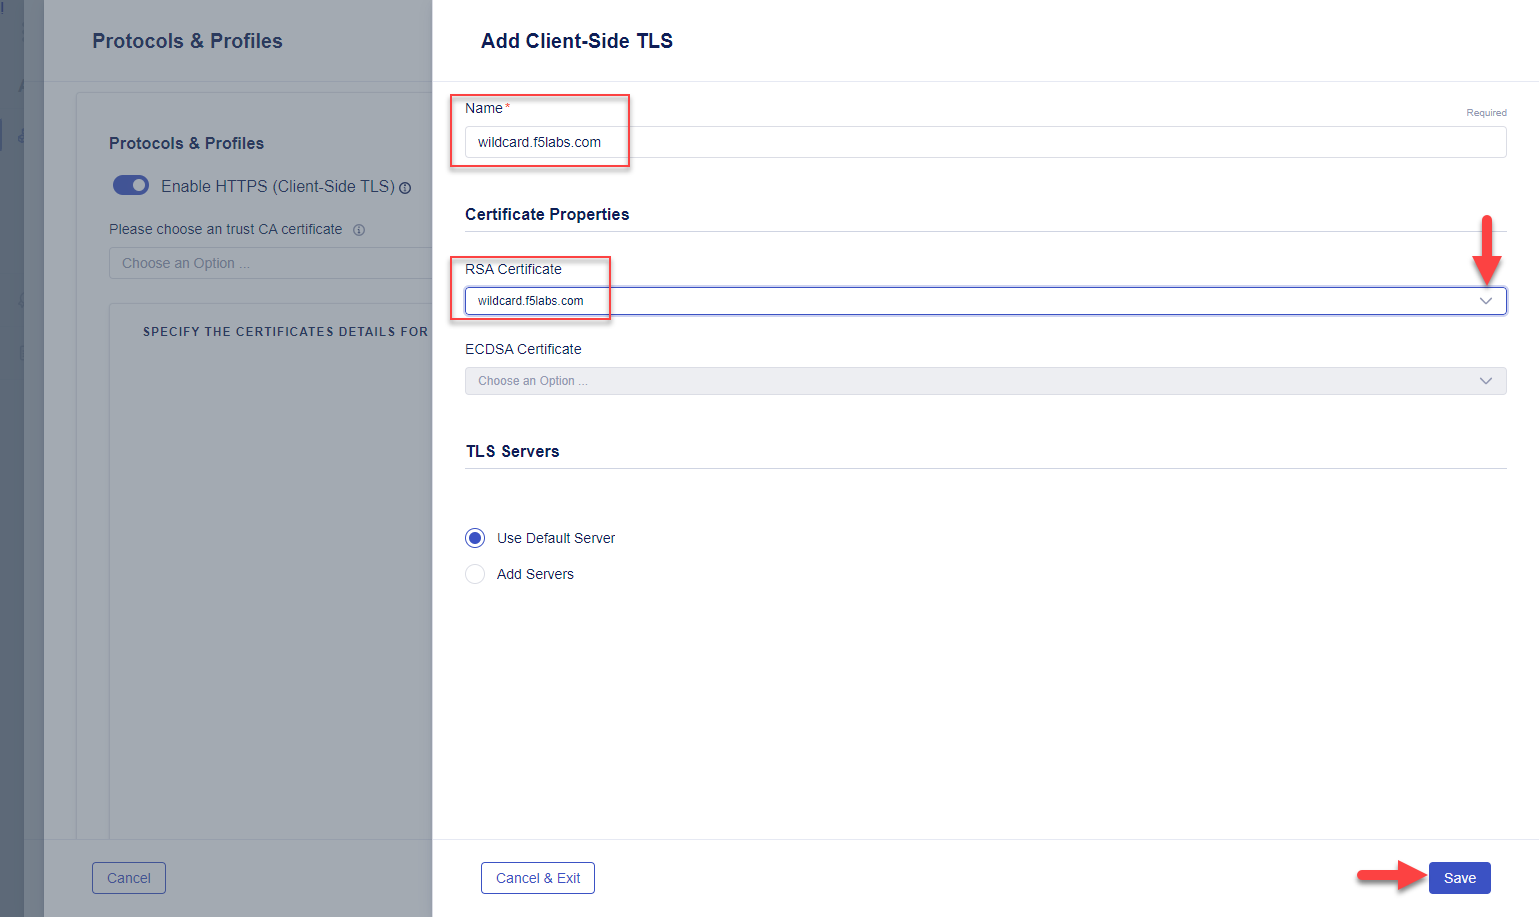 Protocols & Profiles
Protocols & Profiles
Enable HTTPS (Client-Side TLS)
Please choose an trust CA certificate
Choose an Option ...
SPECIFY THE CERTIFICATES DETAILS FOR
Cancel
Add Client-Side TLS
Name*
Required
wildcard.f5labs.com
Certificate Properties
RSA Certificate
wildcard.f5labs.com
ECDSA Certificate
Choose an Option ...
TLS Servers
Use Default Server
Add Servers
Cancel & Exit
Save